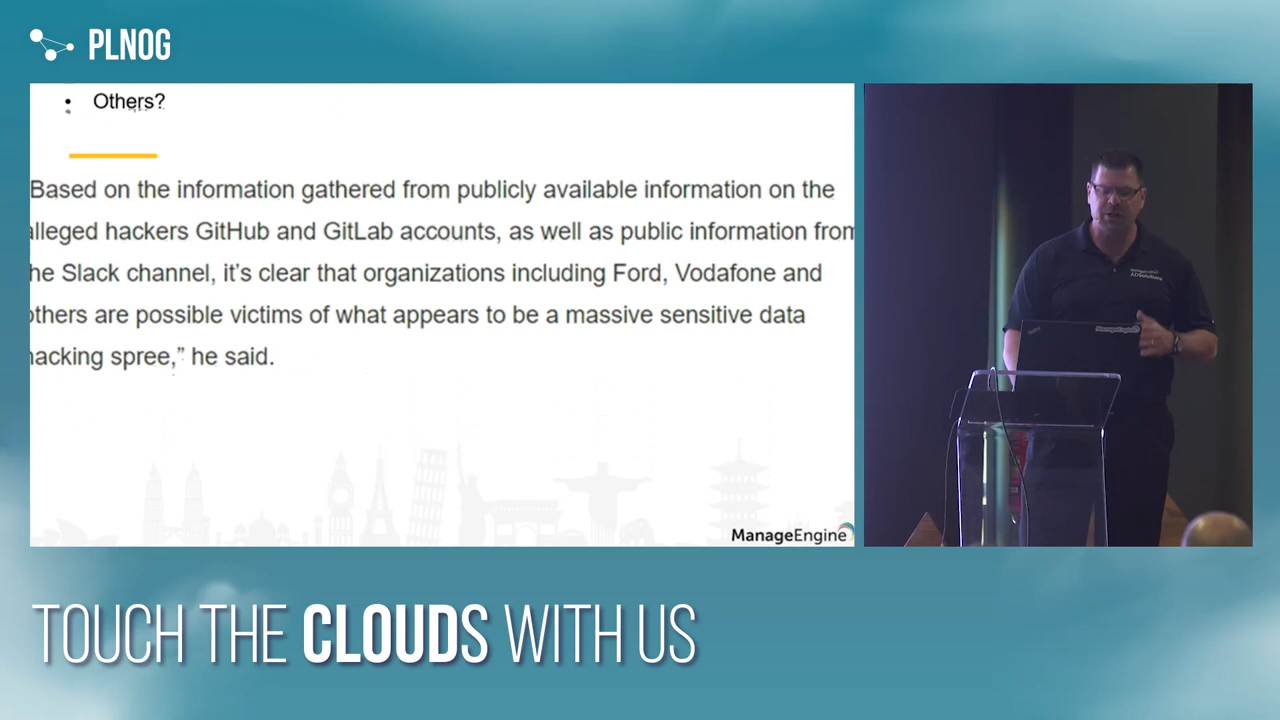 PLNOG
Others?
Based on the information gathered from publicly available information on the
alleged hackers GitHub and GitLab accounts, as well as public information from
he Slack channel, it's clear that organizations including Ford, Vodafone and
others are possible victims of what appears to be a massive sensitive data
hacking spree,” he said.
ManageEngine
ManageEngine
ADSolutions
TOUCH THE CLOUDS WITH US